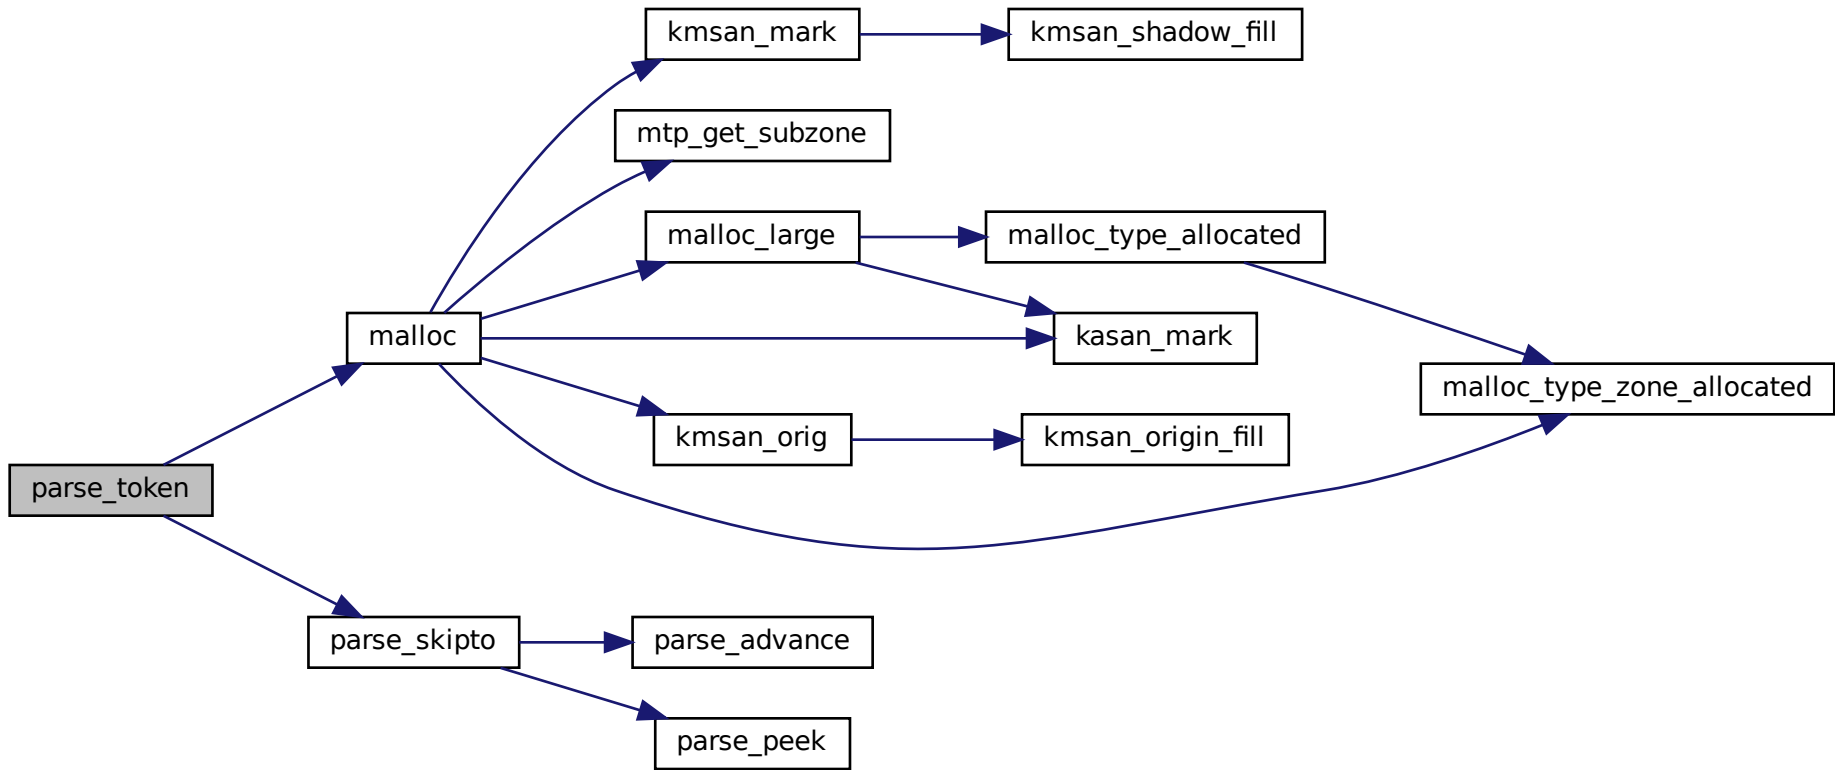 kmsan_mark
kmsan_shadow_fill
mtp_get_subzone
malloc_large
malloc_type_allocated
malloc
kasan_mark
malloc_type_zone_allocated
kmsan_orig
kmsan_origin_fill
parse_token
parse_skipto
parse_advance
parse_peek